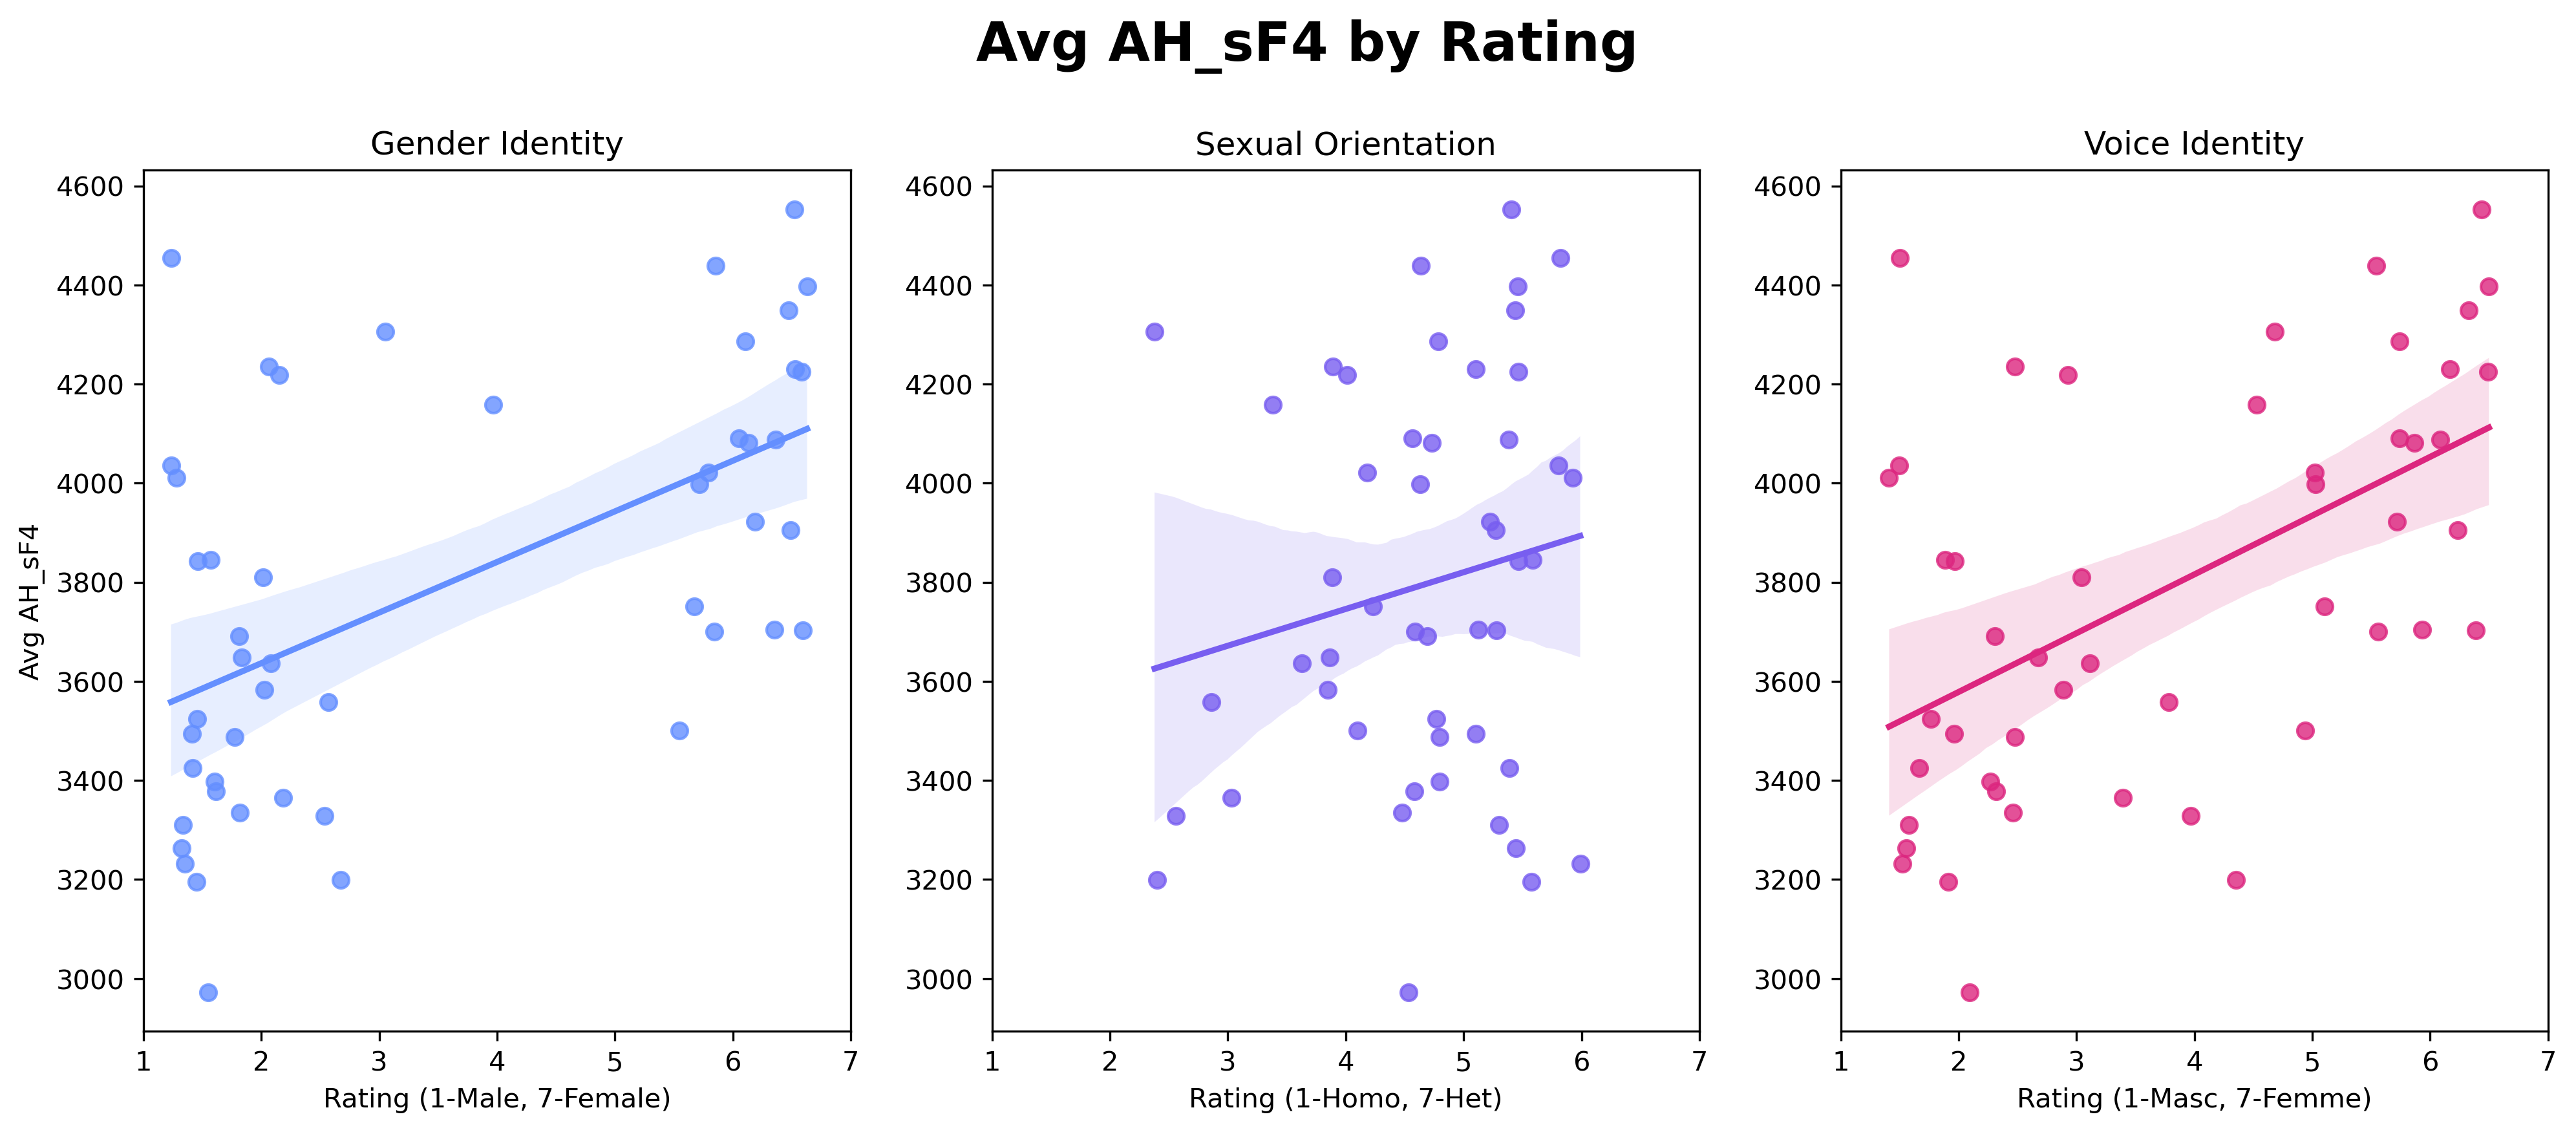 Avg AH_sF4 by Rating
Gender Identity
Sexual Orientation
Voice Identity
Avg AH_sF4
4600
4400
4200
4000
3800
3600
3400
3200
3000
1 2 3 4 5 6 7
Rating (1-Male, 7-Female)
4600
4400
4200
4000
3800
3600
3400
3200
3000
1 2 3 4 5 6 7
Rating (1-Homo, 7-Het)
4600
4400
4200
4000
3800
3600
3400
3200
3000
1 2 3 4 5 6 7
Rating (1-Masc, 7-Femme)